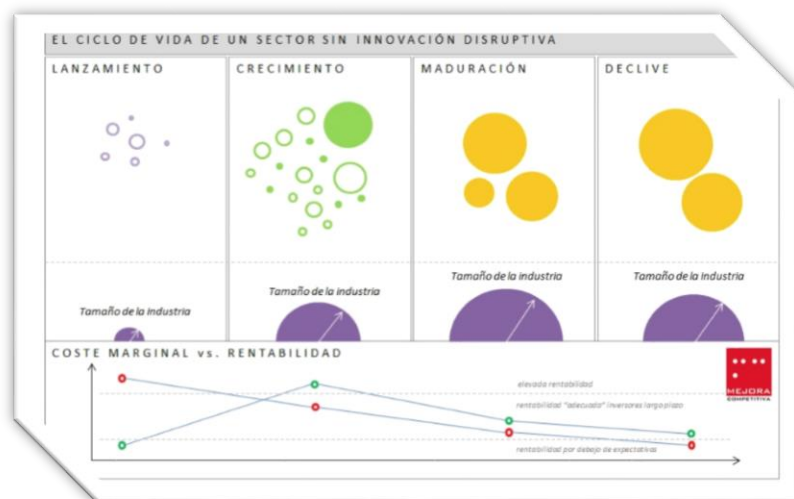 EL CICLO DE VIDA DE UN SECTOR SIN INNOVACIÓN DISRUPTIVA
LANZAMIENTO
CRECIMIENTO
MADURACIÓN
DECLIVE
Tamaño de la industria
Tamaño de la industria
Tamaño de la industria
Tamaño de la industria
COSTE MARGINAL vs. RENTABILIDAD
elevada rentabilidad
rentabilidad "adecuada" inversores largo plazo
rentabilidad por debajo de expectativas
MEJORA
COMPETITIVA